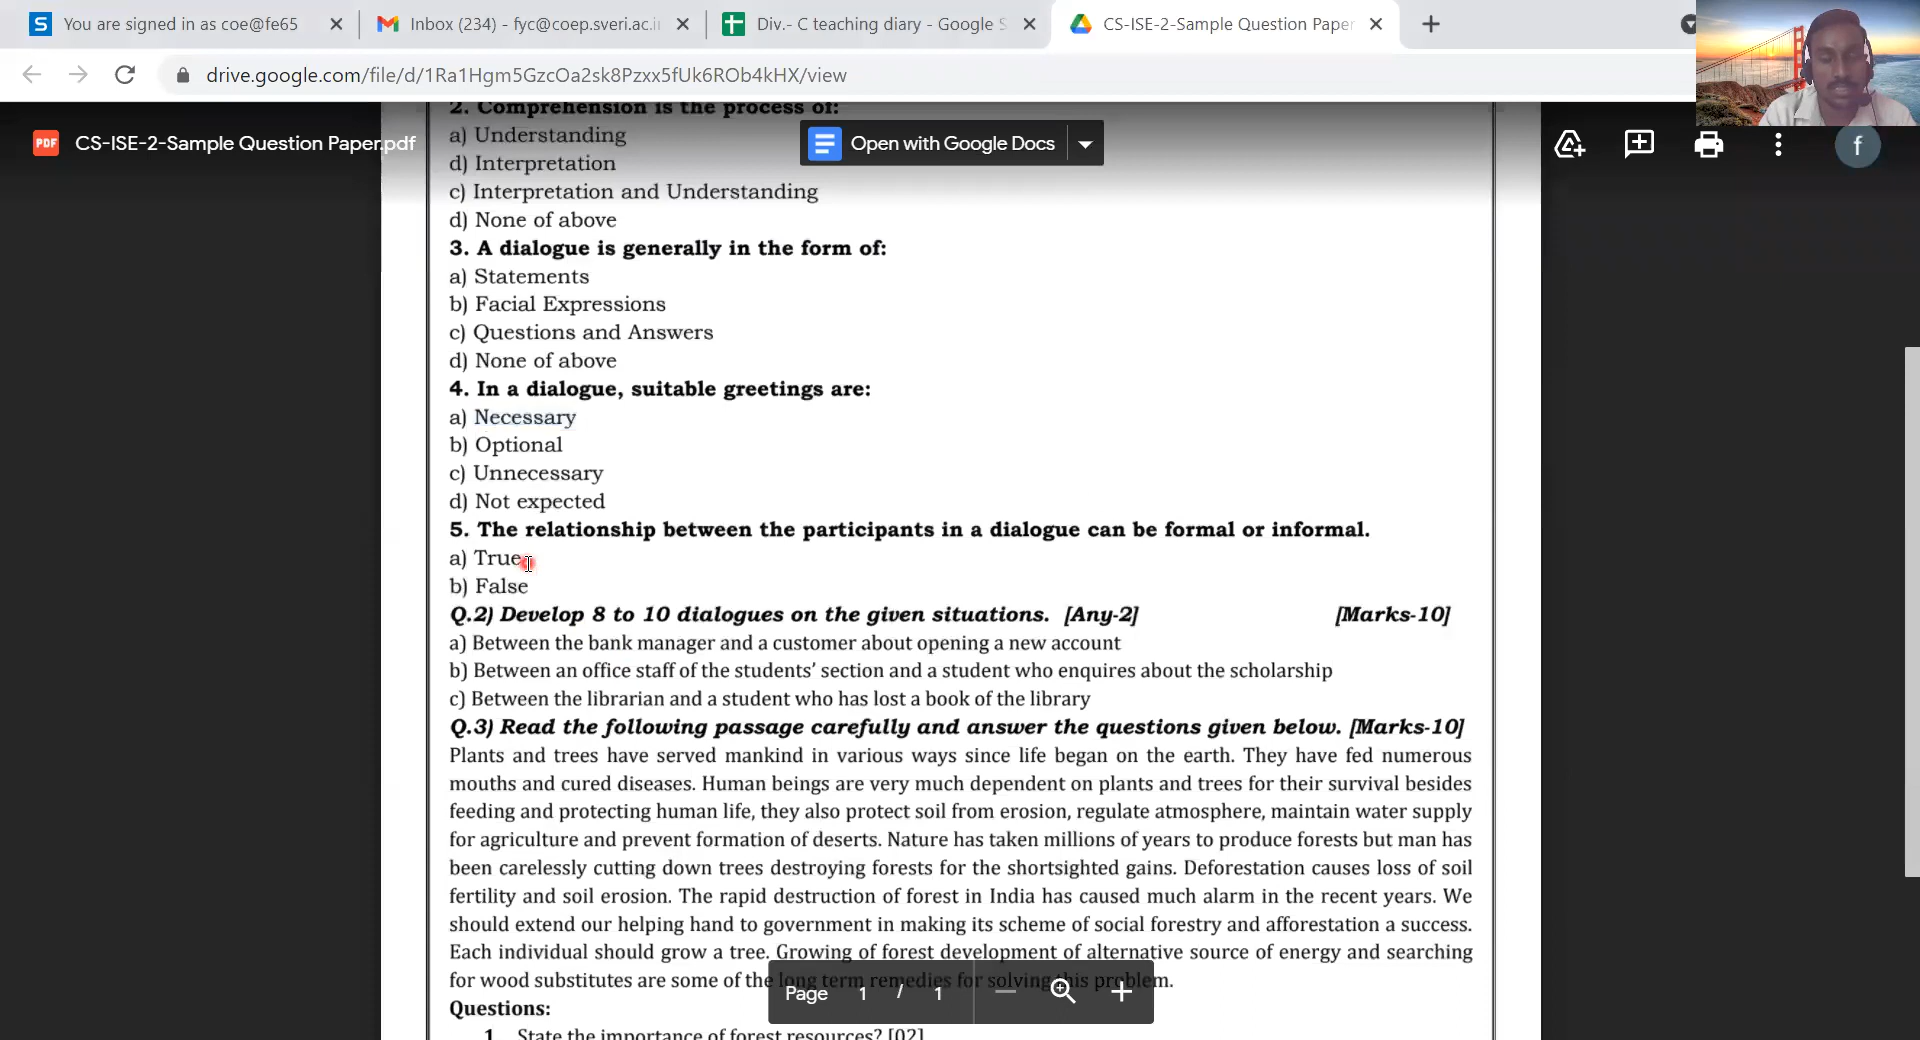 You are signed in as coe@fe65
Inbox (234) - fyc@coep.sveri.ac.i
Div.- C teaching diary - Google S
CS-ISE-2-Sample Question Paper
drive.google.com/file/d/1Ra1Hgm5GzcOa2sk8Pzxx5fUk6ROb4kHX/view
2. Comprehension is the process of:
a) Understanding
PDF CS-ISE-2-Sample Question Paper.pdf
Open with Google Docs
f
d) Interpretation
c) Interpretation and Understanding
d) None of above
3. A dialogue is generally in the form of:
a) Statements
b) Facial Expressions
c) Questions and Answers
d) None of above
4. In a dialogue, suitable greetings are:
a) Necessary
b) Optional
c) Unnecessary
d) Not expected
5. The relationship between the participants in a dialogue can be formal or informal.
a) True
b) False
Q.2) Develop 8 to 10 dialogues on the given situations. [Any-2] [Marks-10]
a) Between the bank manager and a customer about opening a new account
b) Between an office staff of the students’ section and a student who enquires about the scholarship
c) Between the librarian and a student who has lost a book of the library
Q.3) Read the following passage carefully and answer the questions given below. [Marks-10]
Plants and trees have served mankind in various ways since life began on the earth. They have fed numerous
mouths and cured diseases. Human beings are very much dependent on plants and trees for their survival besides
feeding and protecting human life, they also protect soil from erosion, regulate atmosphere, maintain water supply
for agriculture and prevent formation of deserts. Nature has taken millions of years to produce forests but man has
been carelessly cutting down trees destroying forests for the shortsighted gains. Deforestation causes loss of soil
fertility and soil erosion. The rapid destruction of forest in India has caused much alarm in the recent years. We
should extend our helping hand to government in making its scheme of social forestry and afforestation a success.
Each individual should grow a tree. Growing of forest development of alternative source of energy and searching
for wood substitutes are some of the long term remedies for solving this problem.
Page 1 / 1
Questions:
1. State the importance of forest resources? [02]